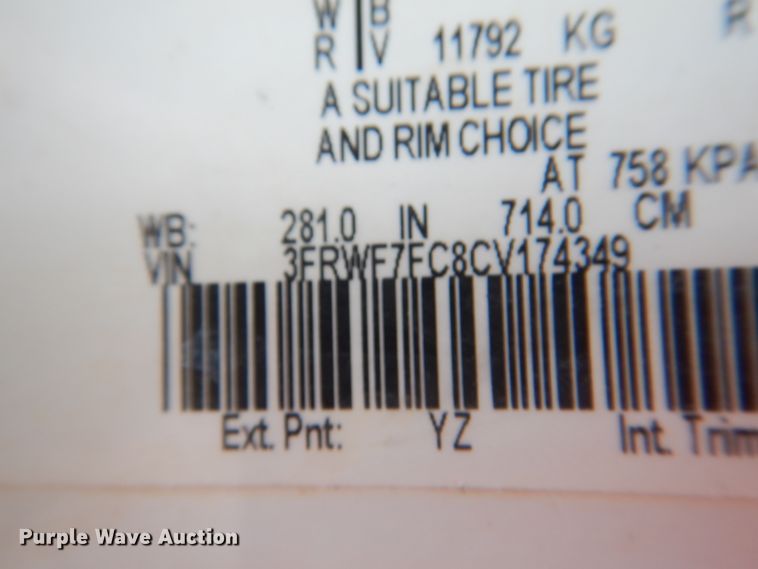 W B
R V 11792 KG R
A SUITABLE TIRE
AND RIM CHOICE
AT 758 KPA
WB: 281.0 IN 714.0 CM
VIN 3FRWF7FC8CV174349
Ext. Pnt: YZ Int. Trim
Purple Wave Auction